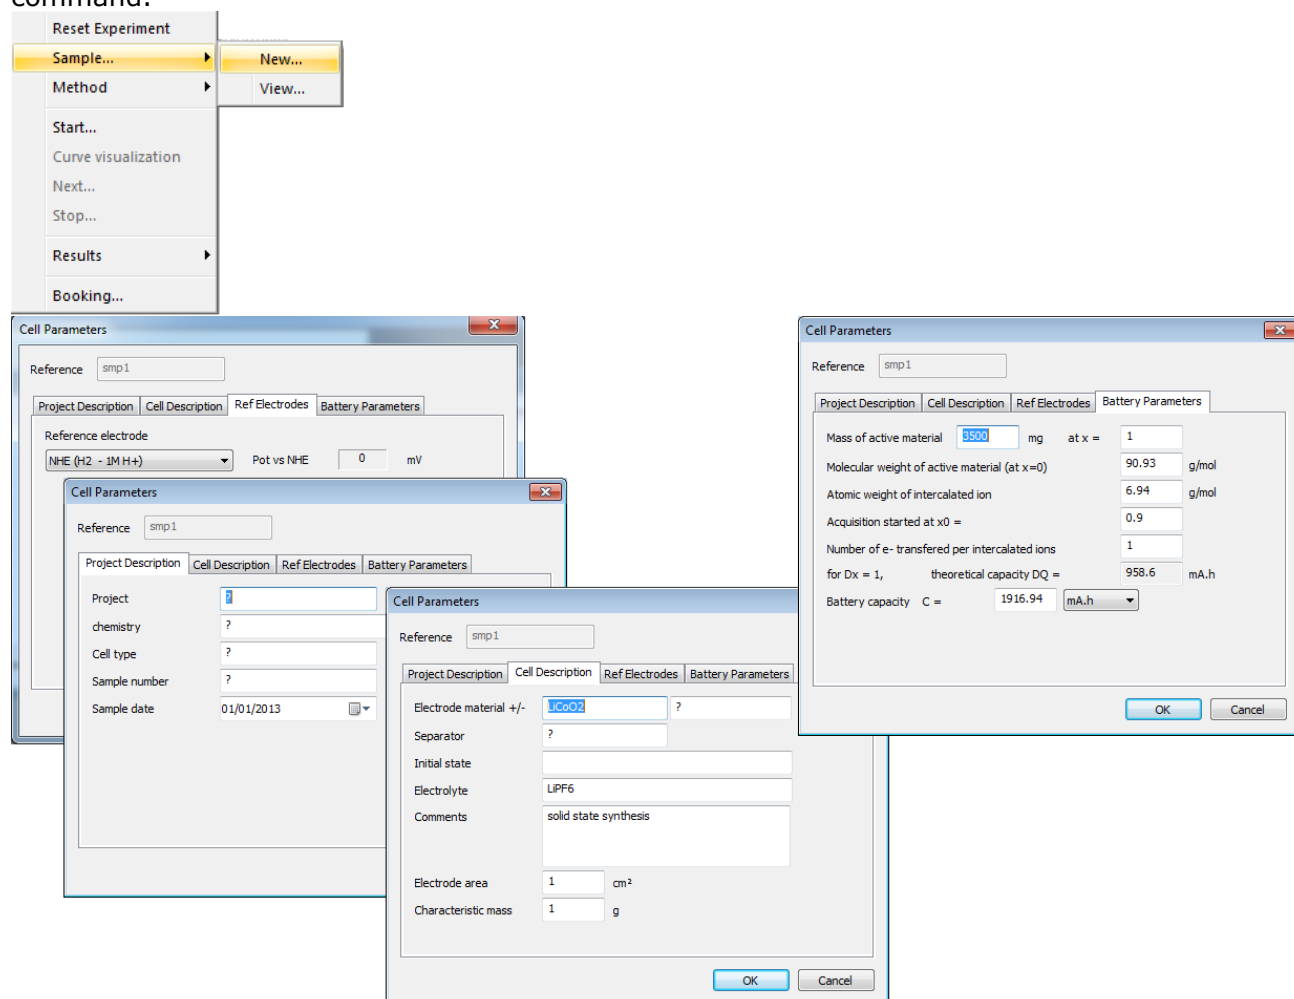 command:
Reset Experiment
Sample...
New...
Method
View...
Start...
Curve visualization
Next...
Stop...
Results
Booking...
Cell Parameters
Reference smp1
Project Description Cell Description Ref Electrodes Battery Parameters
Reference electrode
NHE (H2 - 1M H+) Pot vs NHE 0 mV
Cell Parameters
Reference smp1
Project Description Cell Description Ref Electrodes Battery Parameters
Project ?
chemistry ?
Cell type ?
Sample number ?
Sample date 01/01/2013
Cell Parameters
Reference smp1
Project Description Cell Description Ref Electrodes Battery Parameters
Electrode material +/- LiCoO2 ?
Separator ?
Initial state
Electrolyte LiPF6
Comments solid state synthesis
Electrode area 1 cm²
Characteristic mass 1 g
OK Cancel
Cell Parameters
Reference smp1
Project Description Cell Description Ref Electrodes Battery Parameters
Mass of active material 3500 mg at x = 1
Molecular weight of active material (at x=0) 90.93 g/mol
Atomic weight of intercalated ion 6.94 g/mol
Acquisition started at x0 = 0.9
Number of e- transfered per intercalated ions 1
for Dx = 1, theoretical capacity DQ = 958.6 mA.h
Battery capacity C = 1916.94 mA.h
OK Cancel